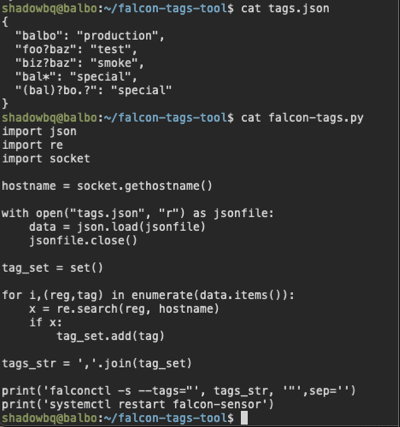 shadowbq@balbo:~/falcon-tags-tool$ cat tags.json
{
  "balbo": "production",
  "foo?baz": "test",
  "biz?baz": "smoke",
  "bal*": "special",
  "(bal)?bo.?": "special"
}
shadowbq@balbo:~/falcon-tags-tool$ cat falcon-tags.py
import json
import re
import socket

hostname = socket.gethostname()

with open("tags.json", "r") as jsonfile:
    data = json.load(jsonfile)
    jsonfile.close()

tag_set = set()

for i,(reg,tag) in enumerate(data.items()):
    x = re.search(reg, hostname)
    if x:
        tag_set.add(tag)

tags_str = ','.join(tag_set)

print('falconctl -s --tags="', tags_str, '"',sep='')
print('systemctl restart falcon-sensor')
shadowbq@balbo:~/falcon-tags-tool$